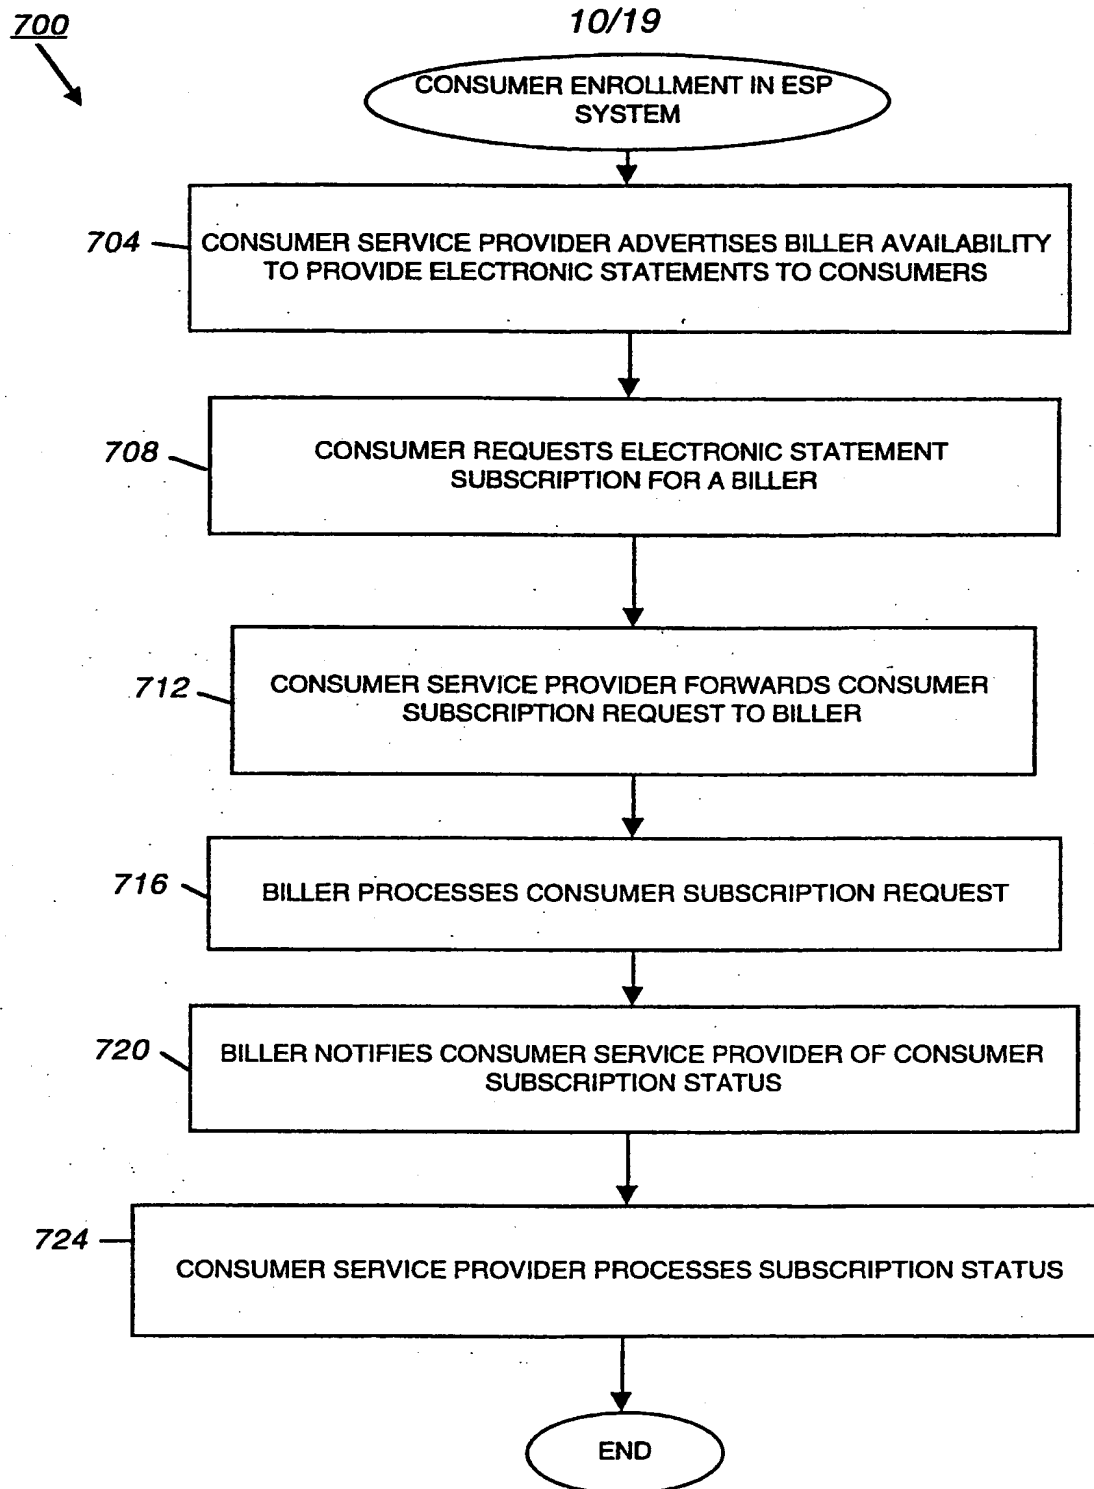 700
10/19
CONSUMER ENROLLMENT IN ESP
SYSTEM
704
CONSUMER SERVICE PROVIDER ADVERTISES BILLER AVAILABILITY
TO PROVIDE ELECTRONIC STATEMENTS TO CONSUMERS
708
CONSUMER REQUESTS ELECTRONIC STATEMENT
SUBSCRIPTION FOR A BILLER
712
CONSUMER SERVICE PROVIDER FORWARDS CONSUMER
SUBSCRIPTION REQUEST TO BILLER
716
BILLER PROCESSES CONSUMER SUBSCRIPTION REQUEST
720
BILLER NOTIFIES CONSUMER SERVICE PROVIDER OF CONSUMER
SUBSCRIPTION STATUS
724
CONSUMER SERVICE PROVIDER PROCESSES SUBSCRIPTION STATUS
END